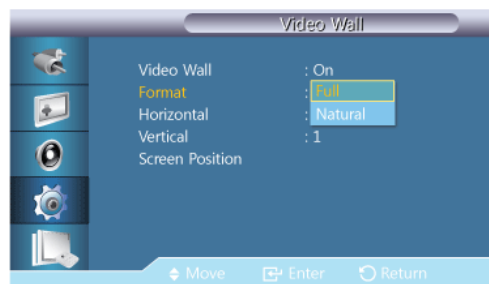 Video Wall
Video Wall : On
Format : Full
Horizontal : Natural
Vertical : 1
Screen Position
Move Enter Return